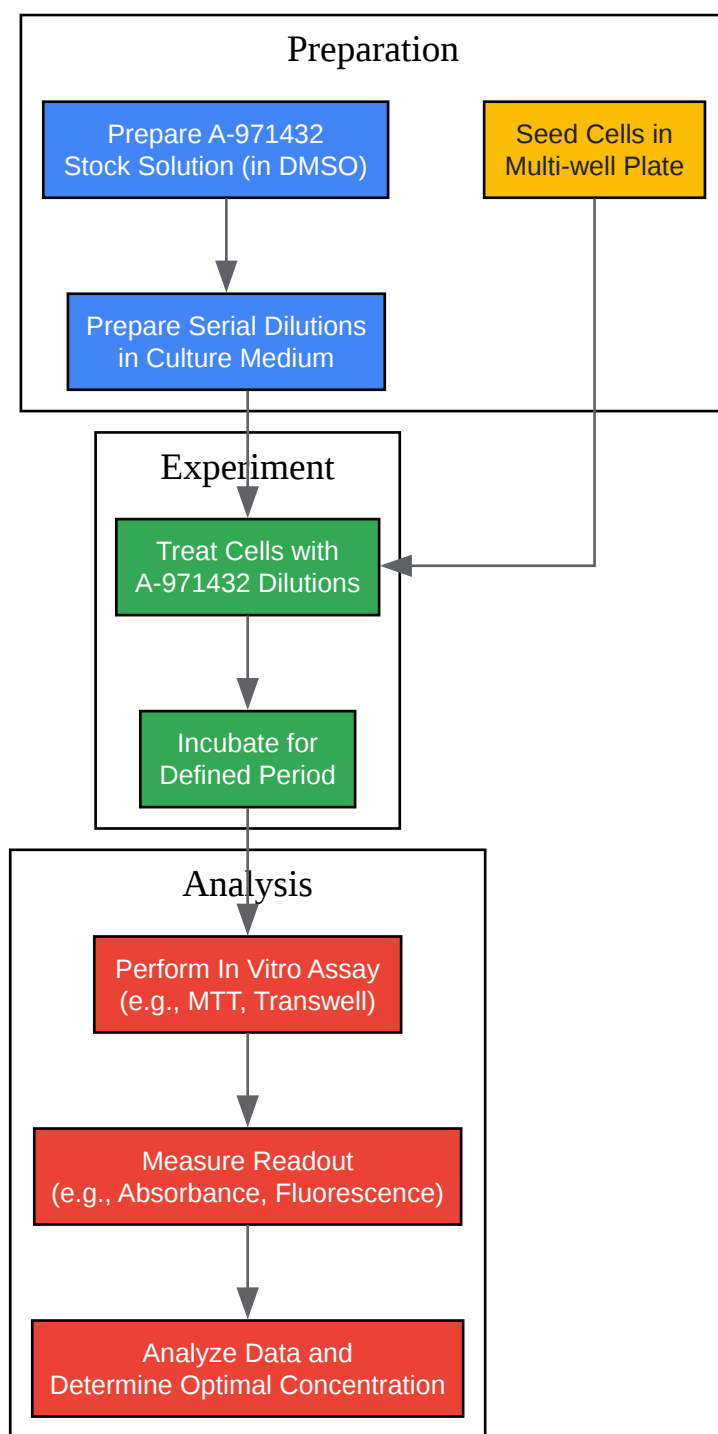 Preparation
Prepare A-971432
Stock Solution (in DMSO)
Seed Cells in
Multi-well Plate
Prepare Serial Dilutions
in Culture Medium
Experiment
Treat Cells with
A-971432 Dilutions
Incubate for
Defined Period
Analysis
Perform In Vitro Assay
(e.g., MTT, Transwell)
Measure Readout
(e.g., Absorbance, Fluorescence)
Analyze Data and
Determine Optimal Concentration